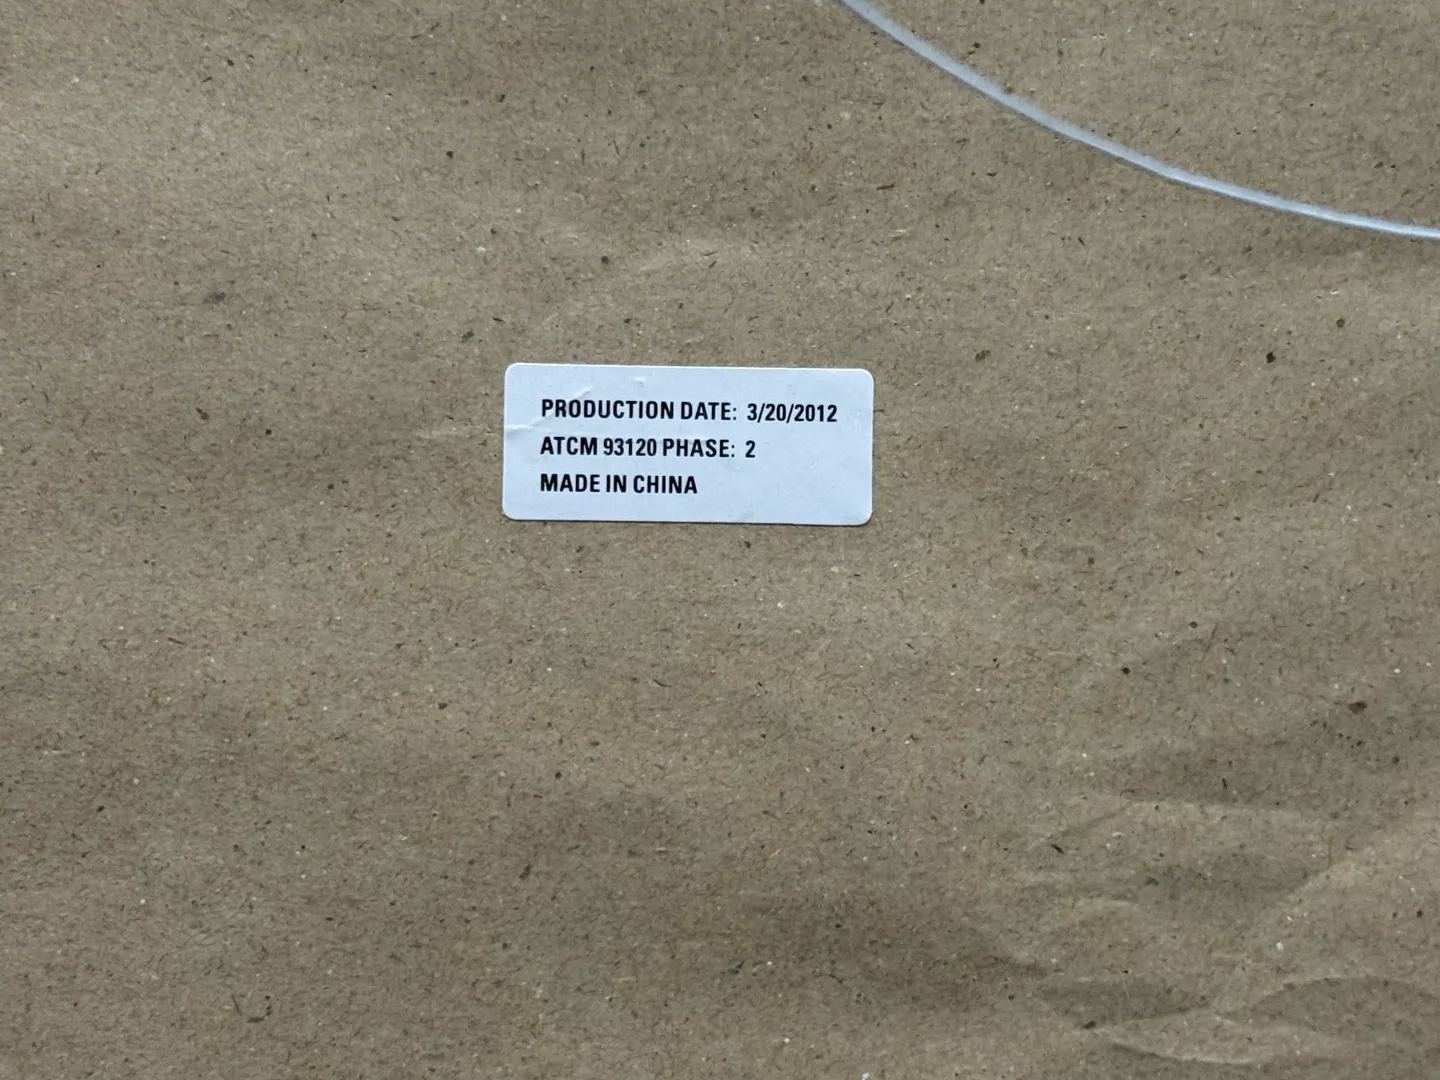 PRODUCTION DATE: 3/20/2012
ATCM 93120 PHASE: 2
MADE IN CHINA